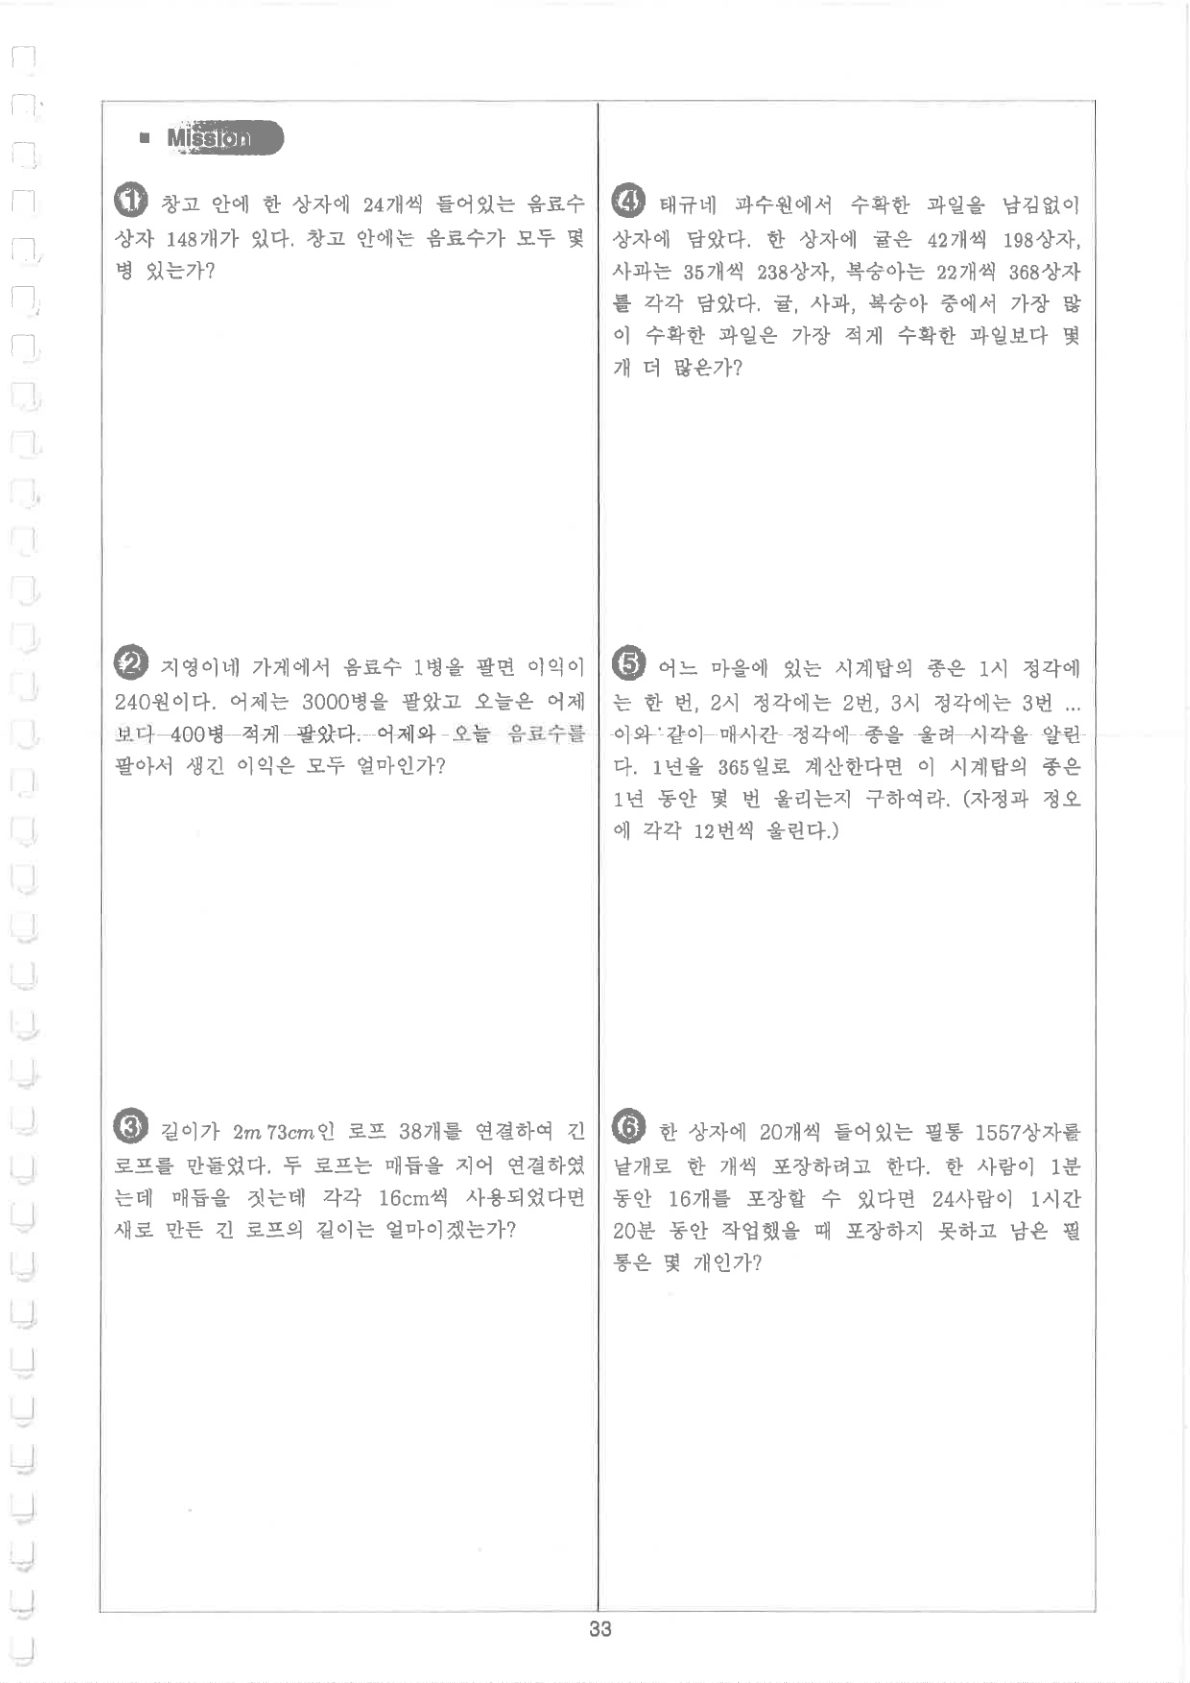 ▪ Mission
1 창고 안에 한 상자에 24개씩 들어있는 음료수
상자 148개가 있다. 창고 안에는 음료수가 모두 몇
병 있는가?
2 지영이네 가게에서 음료수 1병을 팔면 이익이
240원이다. 어제는 3000병을 팔았고 오늘은 어제
보다 400병 적게 팔았다. 어제와 오늘 음료수를
팔아서 생긴 이익은 모두 얼마인가?
3 길이가 2m 73cm인 로프 38개를 연결하여 긴
로프를 만들었다. 두 로프는 매듭을 지어 연결하였
는데 매듭을 짓는데 각각 16cm씩 사용되었다면
새로 만든 긴 로프의 길이는 얼마이겠는가?
4 태규네 과수원에서 수확한 과일을 남김없이
상자에 담았다. 한 상자에 귤은 42개씩 198상자,
사과는 35개씩 238상자, 복숭아는 22개씩 368상자
를 각각 담았다. 귤, 사과, 복숭아 중에서 가장 많
이 수확한 과일은 가장 적게 수확한 과일보다 몇
개 더 많은가?
5 어느 마을에 있는 시계탑의 종은 1시 정각에
는 한 번, 2시 정각에는 2번, 3시 정각에는 3번 ...
이와 같이 매시간 정각에 종을 울려 시각을 알린
다. 1년을 365일로 계산한다면 이 시계탑의 종은
1년 동안 몇 번 울리는지 구하여라. (자정과 정오
에 각각 12번씩 울린다.)
6 한 상자에 20개씩 들어있는 필통 1557상자를
낱개로 한 개씩 포장하려고 한다. 한 사람이 1분
동안 16개를 포장할 수 있다면 24사람이 1시간
20분 동안 작업했을 때 포장하지 못하고 남은 필
통은 몇 개인가?
33